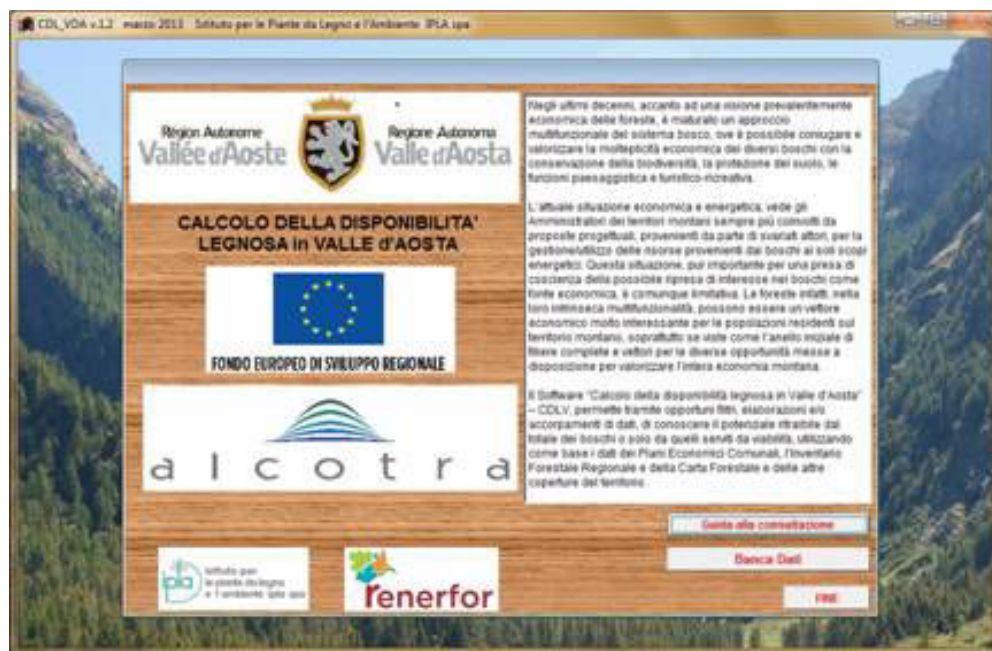 CDL_VDA v.1.2 marzo 2013 Istituto per le Piante da Legno e l'Ambiente IPLA spa
Région Autonome
Vallée d'Aoste
Regione Autonoma
Valle d'Aosta
CALCOLO DELLA DISPONIBILITA'
LEGNOSA in VALLE d'AOSTA
FONDO EUROPEO DI SVILUPPO REGIONALE
alcotra
ipla
istituto per
le piante da legno
e l'ambiente ipla spa
renerfor
Negli ultimi decenni, accanto ad una visione prevalentemente
economica delle foreste, è maturato un approccio
multifunzionale del sistema bosco, ove è possibile coniugare e
valorizzare la molteplicità economica dei diversi boschi con la
conservazione della biodiversità, la protezione del suolo, le
funzioni paesaggistica e turistico-ricreativa.
L'attuale situazione economica e energetica, vede gli
Amministratori dei territori montani sempre più coinvolti da
proposte progettuali, provenienti da parte di svariati attori, per la
gestione/utilizzo delle risorse provenienti dai boschi ai soli scopi
energetici. Questa situazione, pur importante per una presa di
coscienza della possibile ripresa di interesse nei boschi come
fonte economica, è comunque limitativa. Le foreste infatti, nella
loro intrinseca multifunzionalità, possono essere un vettore
economico molto interessante per le popolazioni residenti sul
territorio montano, soprattutto se viste come l'anello iniziale di
filiere complete e vettori per le diverse opportunità messe a
disposizione per valorizzare l'intera economia montana.
Il Software "Calcolo della disponibilità legnosa in Valle d'Aosta"
– CDLV, permette tramite opportuni filtri, elaborazioni e/o
accorpamenti di dati, di conoscere il potenziale ritraibile dal
totale dei boschi o solo da quelli serviti da viabilità, utilizzando
come base i dati dei Piani Economici Comunali, l'Inventario
Forestale Regionale e della Carta Forestale e delle altre
coperture del territorio.
Guida alla consultazione
Banca Dati
FINE